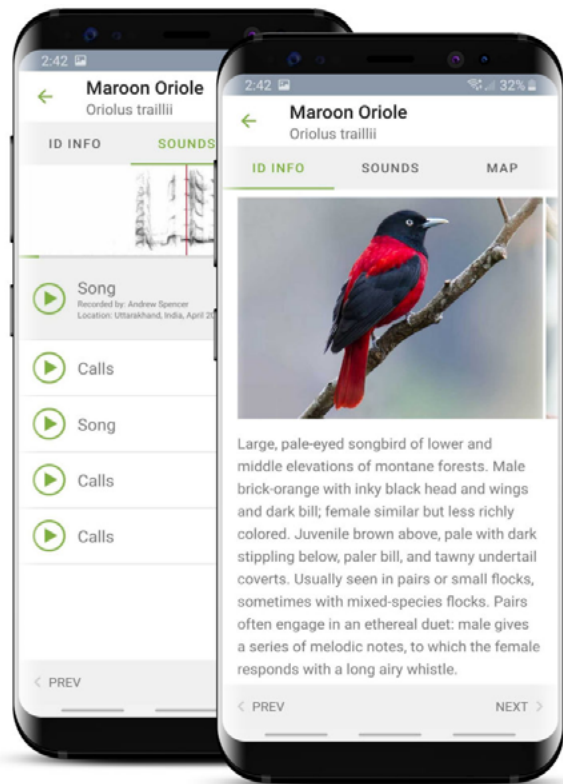 2:42
Maroon Oriole
Oriolus traillii
ID INFO
SOUNDS
Song
Recorded by: Andrew Spencer
Location: Uttarakhand, India, April
Calls
Song
Calls
Calls
PREV
2:42
32%
Maroon Oriole
Oriolus traillii
ID INFO
SOUNDS
MAP
Large, pale-eyed songbird of lower and
middle elevations of montane forests. Male
brick-orange with inky black head and wings
and dark bill; female similar but less richly
colored. Juvenile brown above, pale with dark
stippling below, paler bill, and tawny undertail
coverts. Usually seen in pairs or small flocks,
sometimes with mixed-species flocks. Pairs
often engage in an ethereal duet: male gives
a series of melodic notes, to which the female
responds with a long airy whistle.
PREV
NEXT